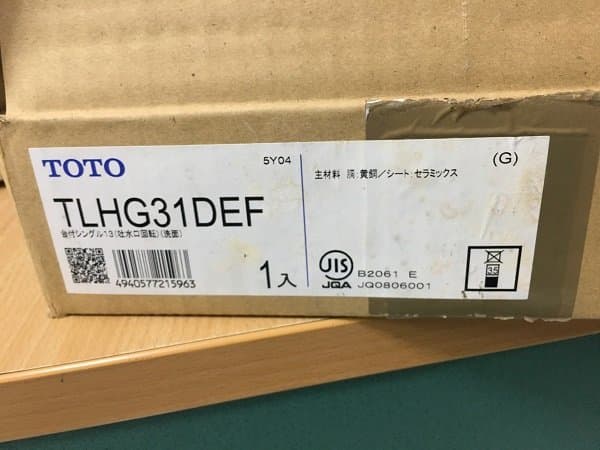 TOTO
5Y04
TLHG31DEF
台付シングル13(吐水口回転)(洗面)
4940577215963
1入
主材料 胴:黄銅/シート:セラミックス
(G)
JIS
JQA
B2061 E
JQ0806001
35